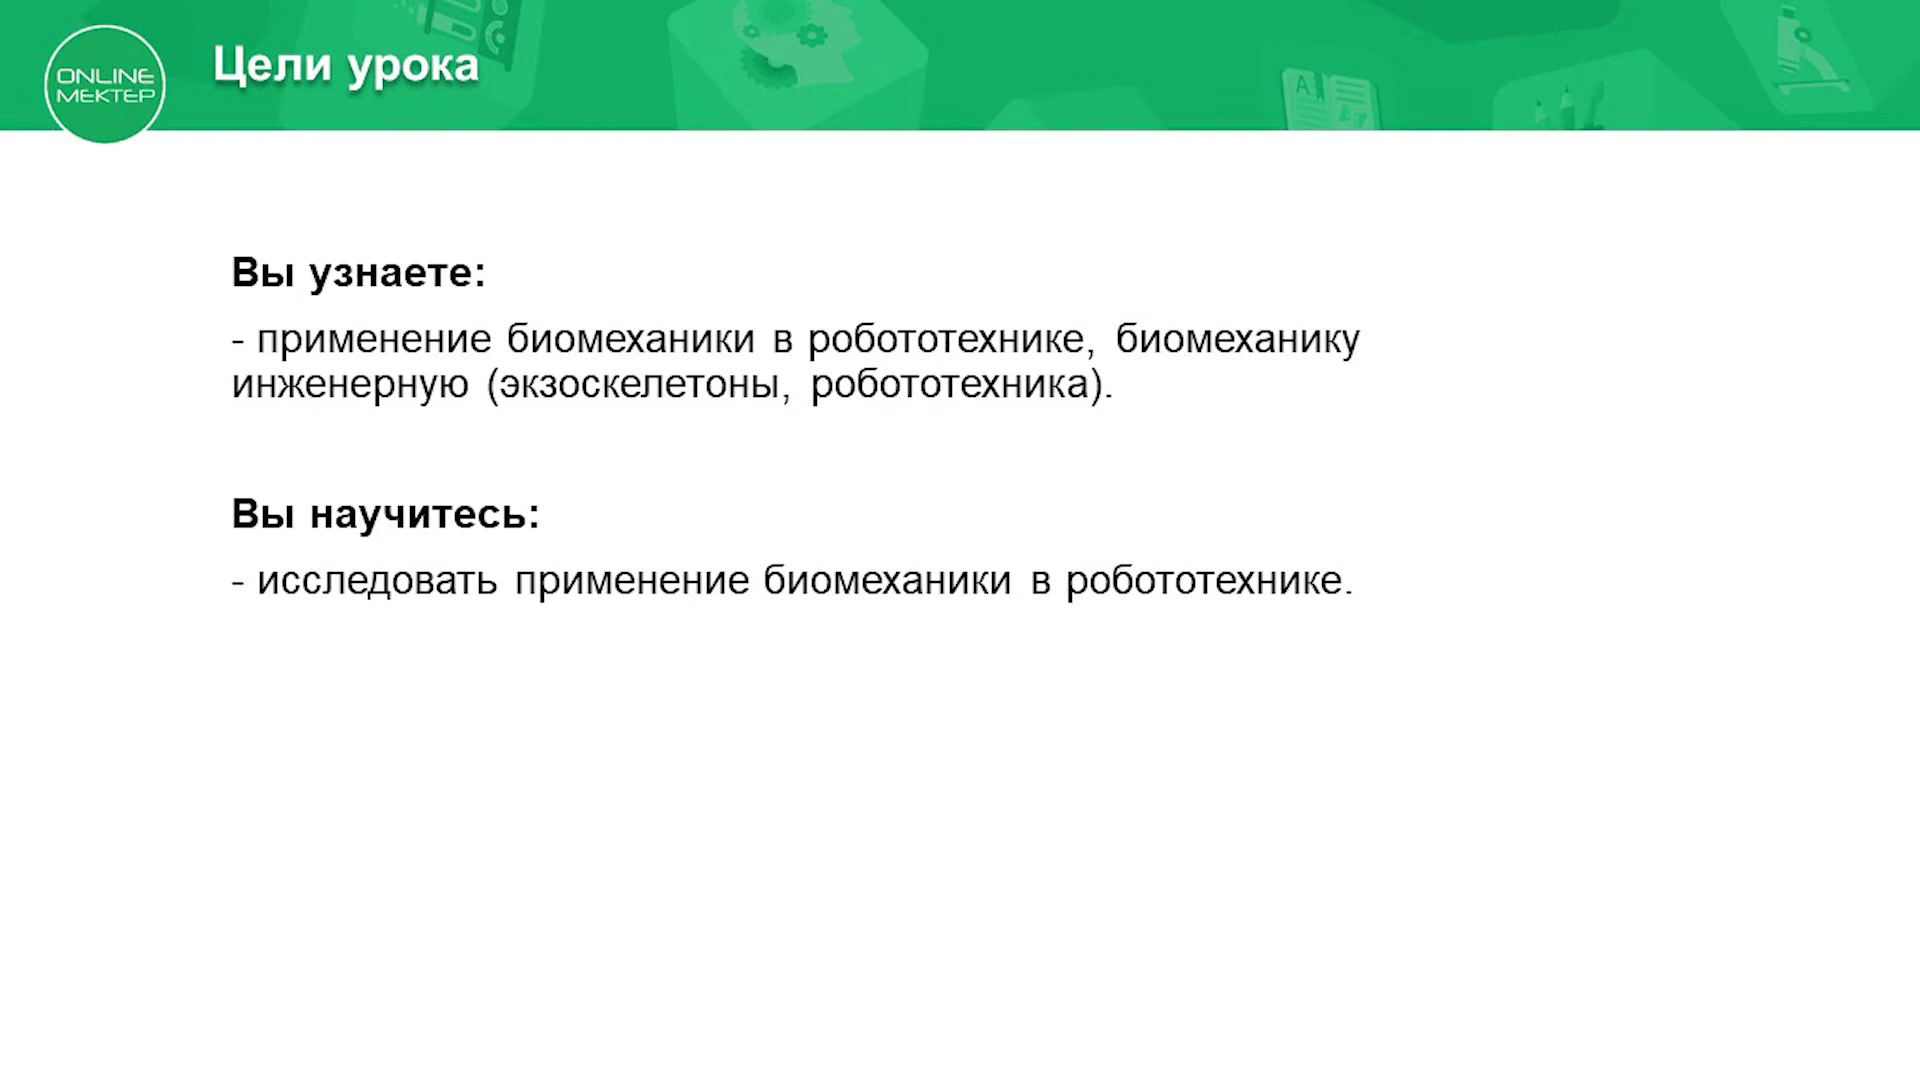 ONLINE
МЕКТЕР
Цели урока
Вы узнаете:
- применение биомеханики в робототехнике, биомеханику
инженерную (экзоскелетоны, робототехника).
Вы научитесь:
- исследовать применение биомеханики в робототехнике.